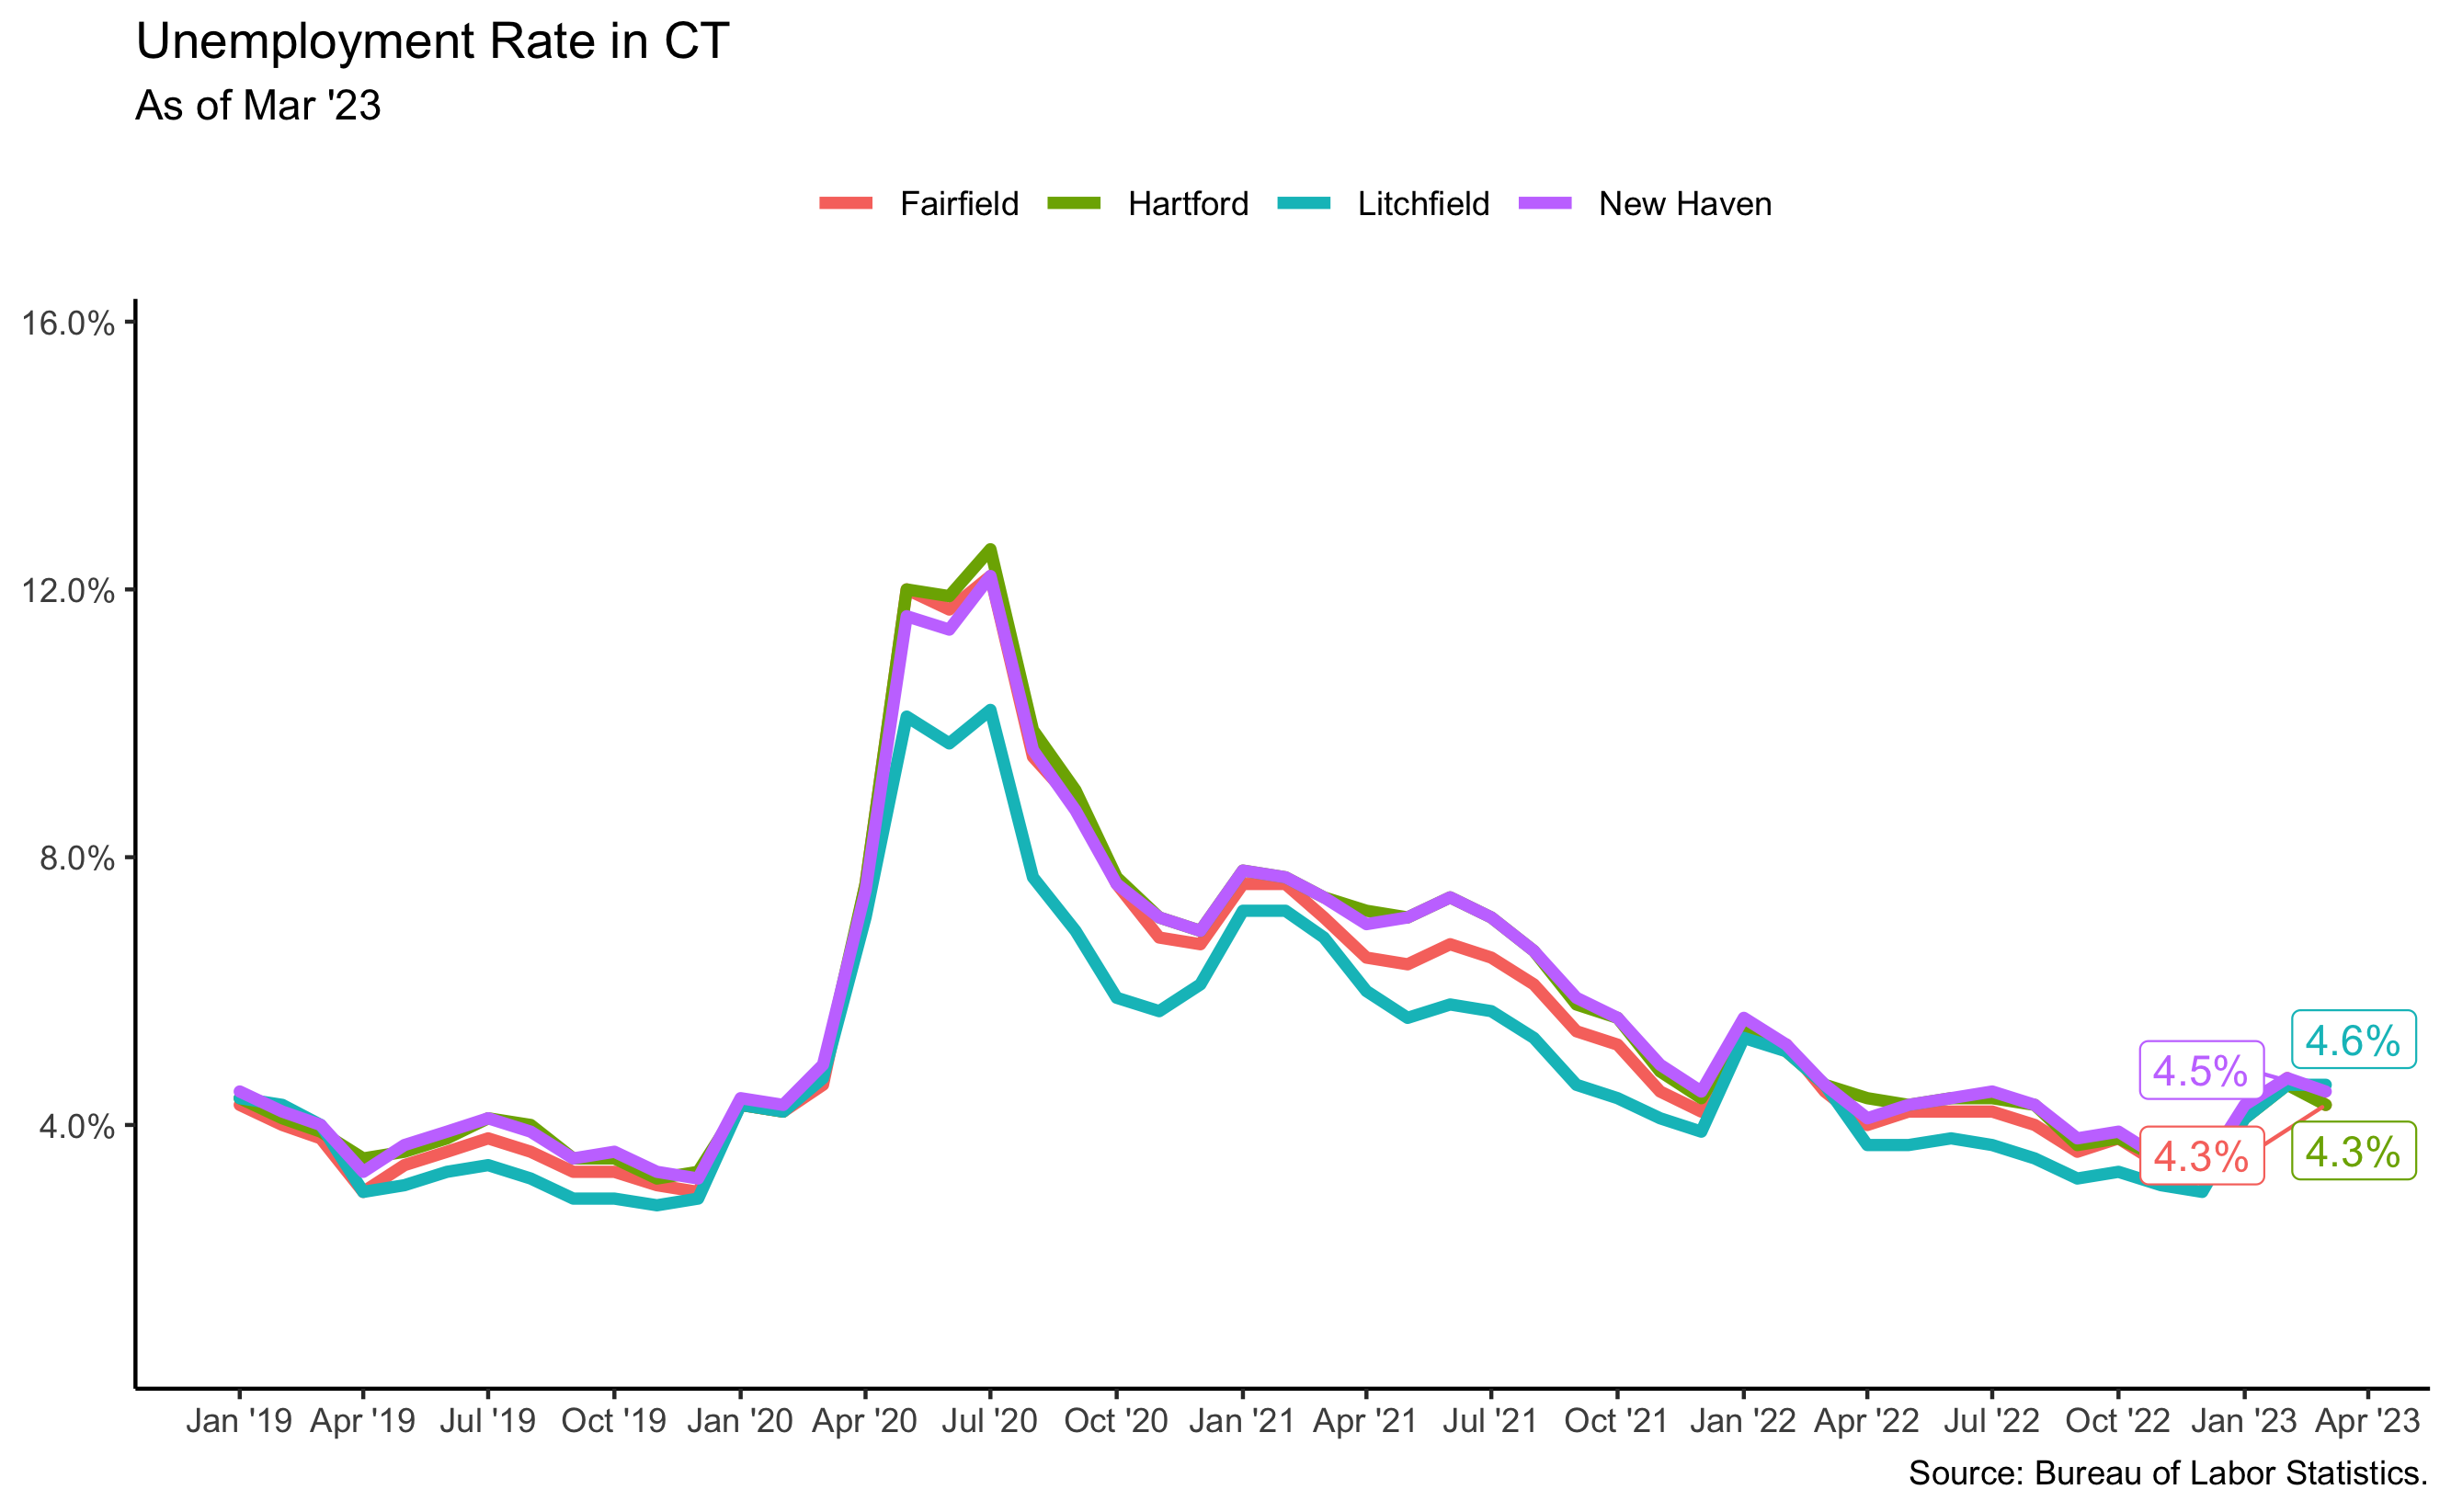 Unemployment Rate in CT
As of Mar '23
Fairfield Hartford Litchfield New Haven
16.0%
12.0%
8.0%
4.0%
4.6%
4.5%
4.3%
4.3%
Jan '19 Apr '19 Jul '19 Oct '19 Jan '20 Apr '20 Jul '20 Oct '20 Jan '21 Apr '21 Jul '21 Oct '21 Jan '22 Apr '22 Jul '22 Oct '22 Jan '23 Apr '23
Source: Bureau of Labor Statistics.